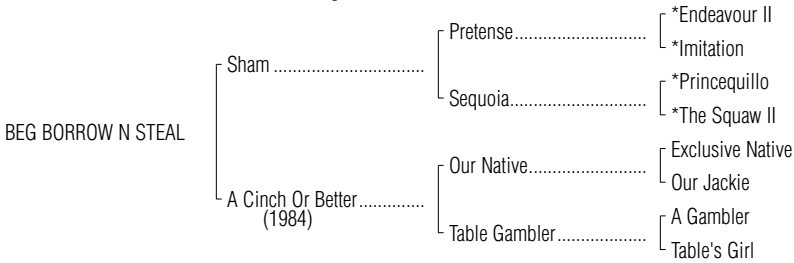 *Endeavour II
Pretense..........................
*Imitation
Sham ..............................
*Princequillo
Sequoia..........................
*The Squaw II
BEG BORROW N STEAL
Exclusive Native
Our Native.......................
Our Jackie
A Cinch Or Better.............
(1984)
A Gambler
Table Gambler..................
Table's Girl